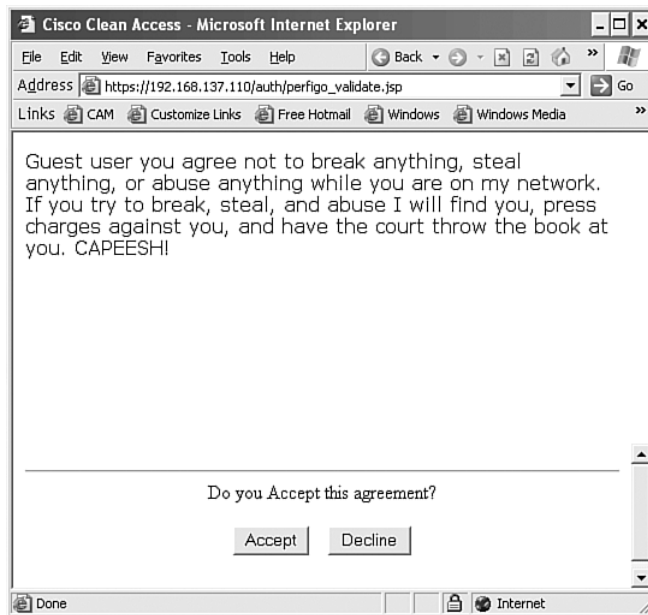 Cisco Clean Access - Microsoft Internet Explorer
File Edit View Favorites Tools Help Back »
Address https://192.168.137.110/auth/perfigo_validate.jsp Go
Links CAM Customize Links Free Hotmail Windows Windows Media »
Guest user you agree not to break anything, steal
anything, or abuse anything while you are on my network.
If you try to break, steal, and abuse I will find you, press
charges against you, and have the court throw the book at
you. CAPEESH!
Do you Accept this agreement?
Accept Decline
Done Internet